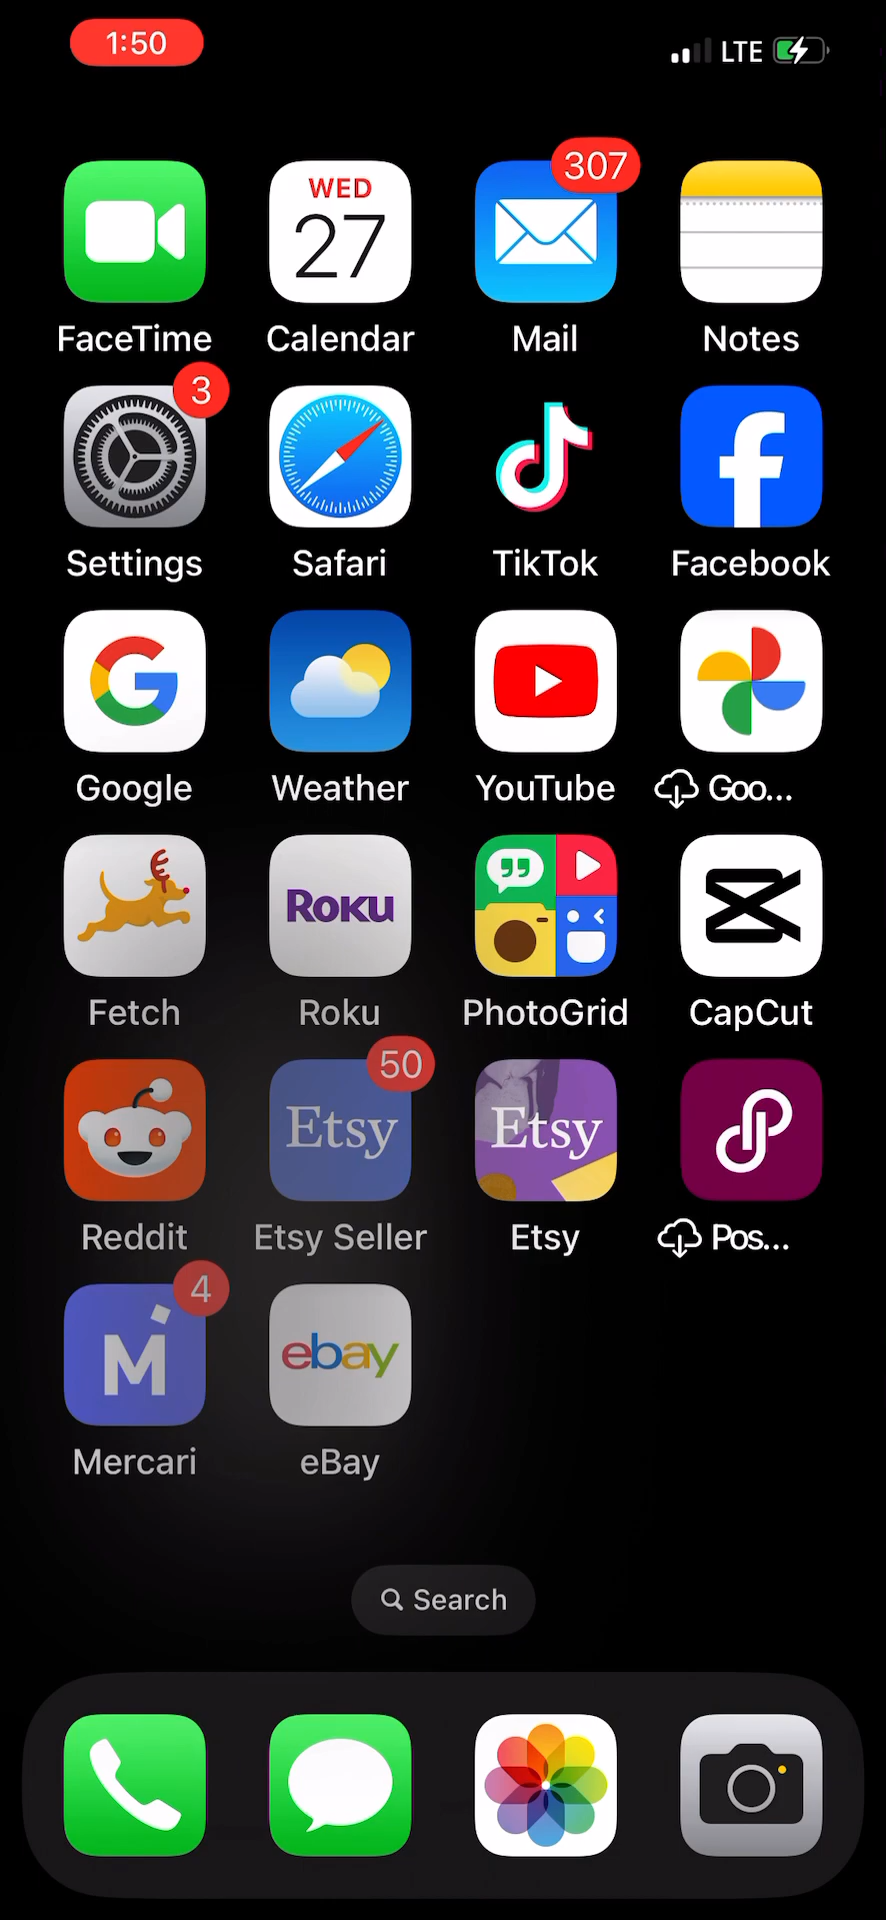 1:50 LTE
307
WED
27
FaceTime Calendar Mail Notes
3
Settings Safari TikTok Facebook
Google Weather YouTube Goo...
Roku
Fetch Roku PhotoGrid CapCut
50
Etsy Etsy
Reddit Etsy Seller Etsy Pos...
4
M ebay
Mercari eBay
Search